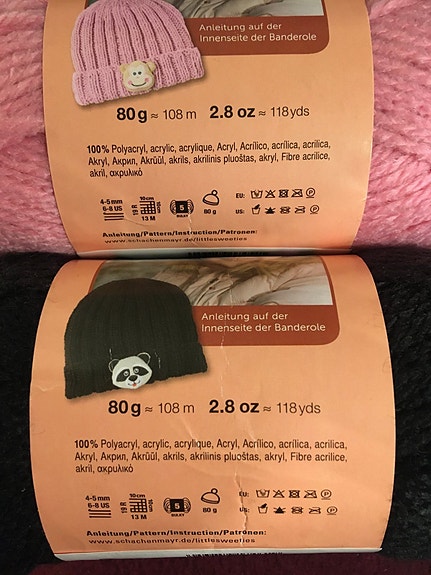 Anleitung auf der
Innenseite der Banderole
80g ≈ 108 m 2.8 oz ≈ 118yds
100% Polyacryl, acrylic, acrylique, Acryl, Acrílico, acrílica, acrilica,
Akryl, Акрил, Akrüül, akrils, akrilinis pluoštas, akryl, Fibre acrilice,
akril, ακρυλικό
4-5 mm
6-8 US
19 R
10cm
13 M
5
80 g
EU:
US:
Anleitung/Pattern/Instruction/Patronen:
www.schachenmayr.de/littlesweeties
Anleitung auf der
Innenseite der Banderole
80g ≈ 108 m 2.8 oz ≈ 118yds
100% Polyacryl, acrylic, acrylique, Acryl, Acrílico, acrílica, acrilica,
Akryl, Акрил, Akrüül, akrils, akrilinis pluoštas, akryl, Fibre acrilice,
akril, ακρυλικό
4-5 mm
6-8 US
19 R
10cm
13 M
5
80 g
EU:
US:
Anleitung/Pattern/Instruction/Patronen:
www.schachenmayr.de/littlesweeties